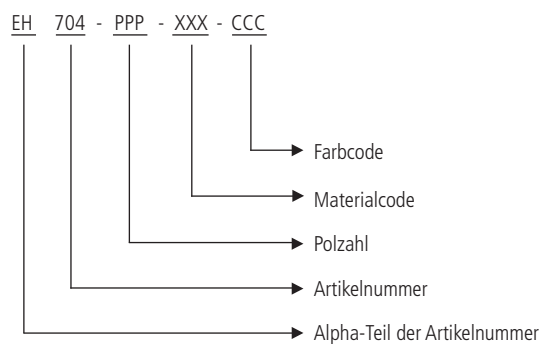 EH 704 - PPP - XXX - CCC
Farbcode
Materialcode
Polzahl
Artikelnummer
Alpha-Teil der Artikelnummer